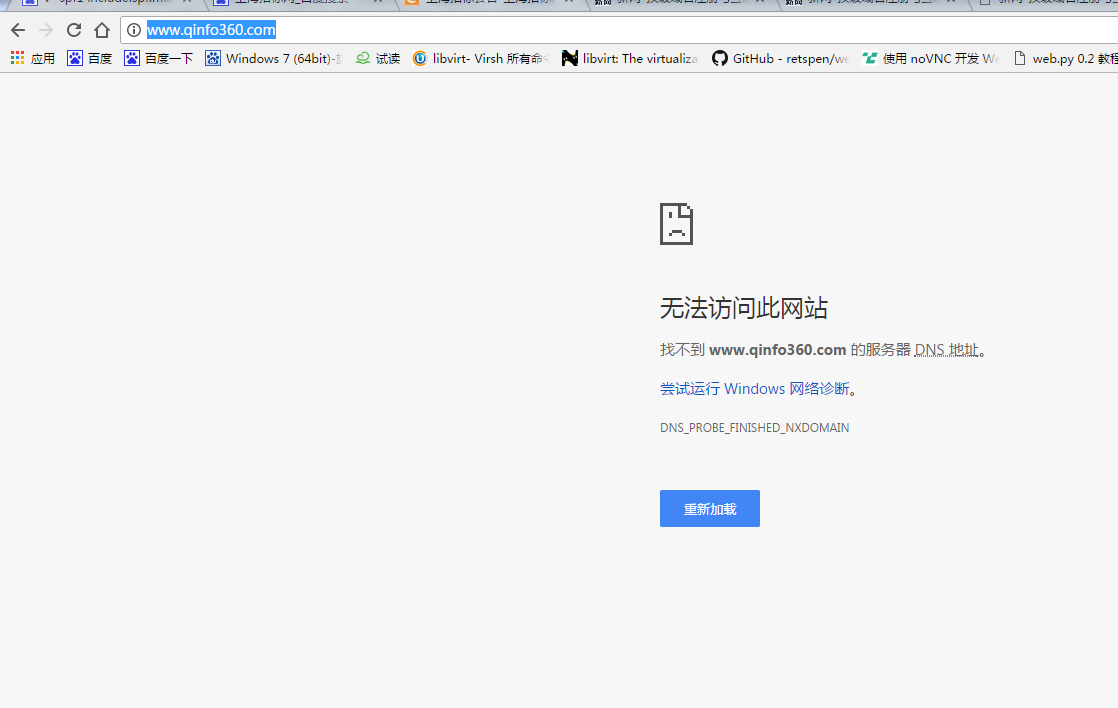 www.qinfo360.com
应用 百度 百度一下 Windows 7 (64bit)- 试读 libvirt- Virsh 所有命令 libvirt: The virtualiza GitHub - retspen/we 使用 noVNC 开发 We web.py 0.2 教程
无法访问此网站
找不到 www.qinfo360.com 的服务器 DNS 地址。
尝试运行 Windows 网络诊断。
DNS_PROBE_FINISHED_NXDOMAIN
重新加载